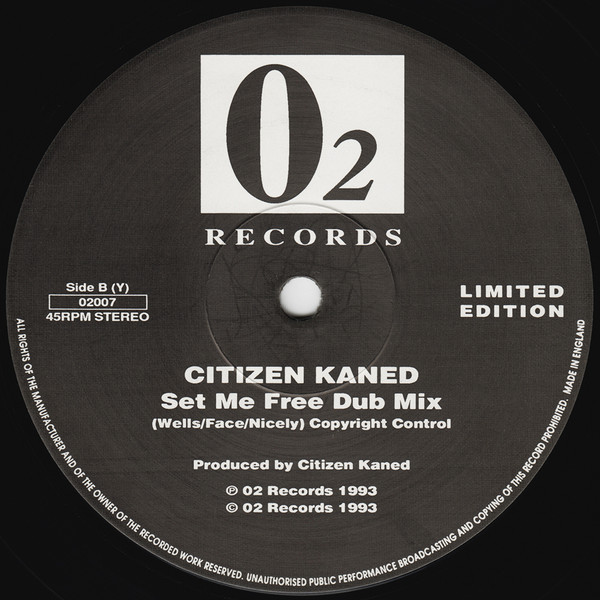 02
RECORDS
Side B (Y)
02007
45RPM STEREO
LIMITED
EDITION
CITIZEN KANED
Set Me Free Dub Mix
(Wells/Face/Nicely) Copyright Control
Produced by Citizen Kaned
℗ 02 Records 1993
© 02 Records 1993
ALL RIGHTS OF THE MANUFACTURER AND OF THE OWNER OF THE RECORDED WORK RESERVED. UNAUTHORISED PUBLIC PERFORMANCE BROADCASTING AND COPYING OF THIS RECORD PROHIBITED. MADE IN ENGLAND